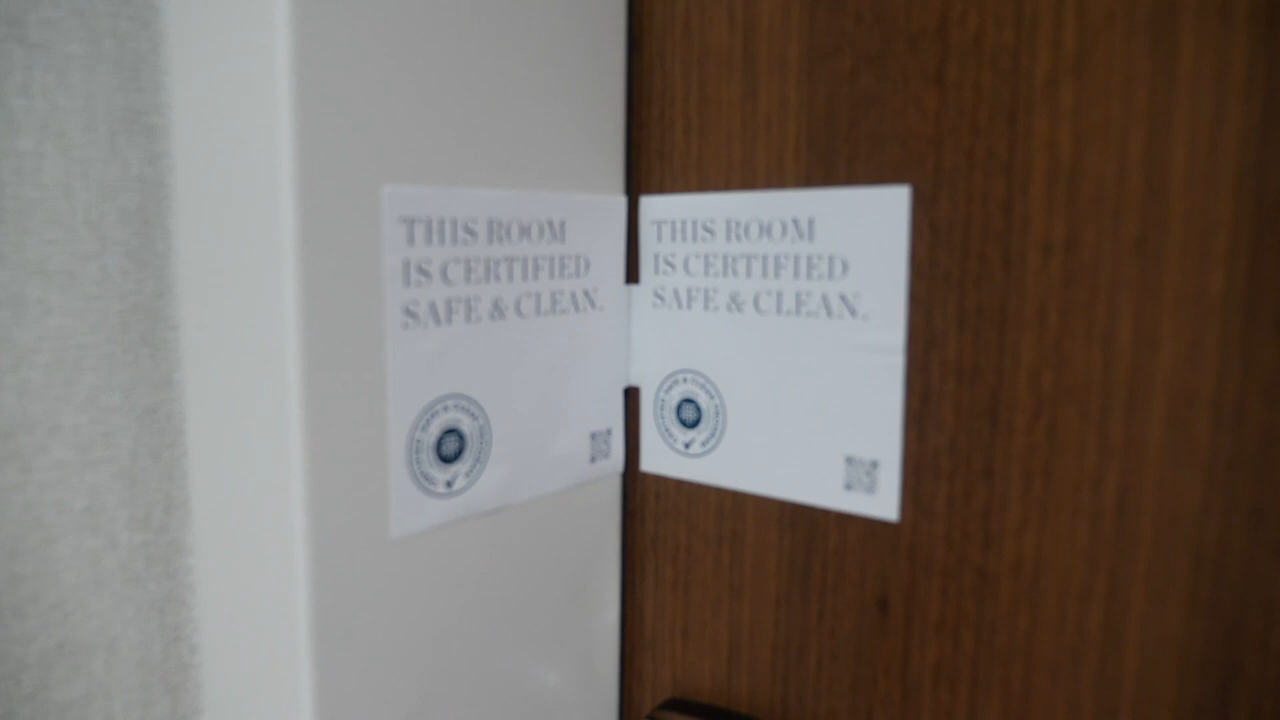 THIS ROOM
IS CERTIFIED
SAFE & CLEAN.
THIS ROOM
IS CERTIFIED
SAFE & CLEAN.